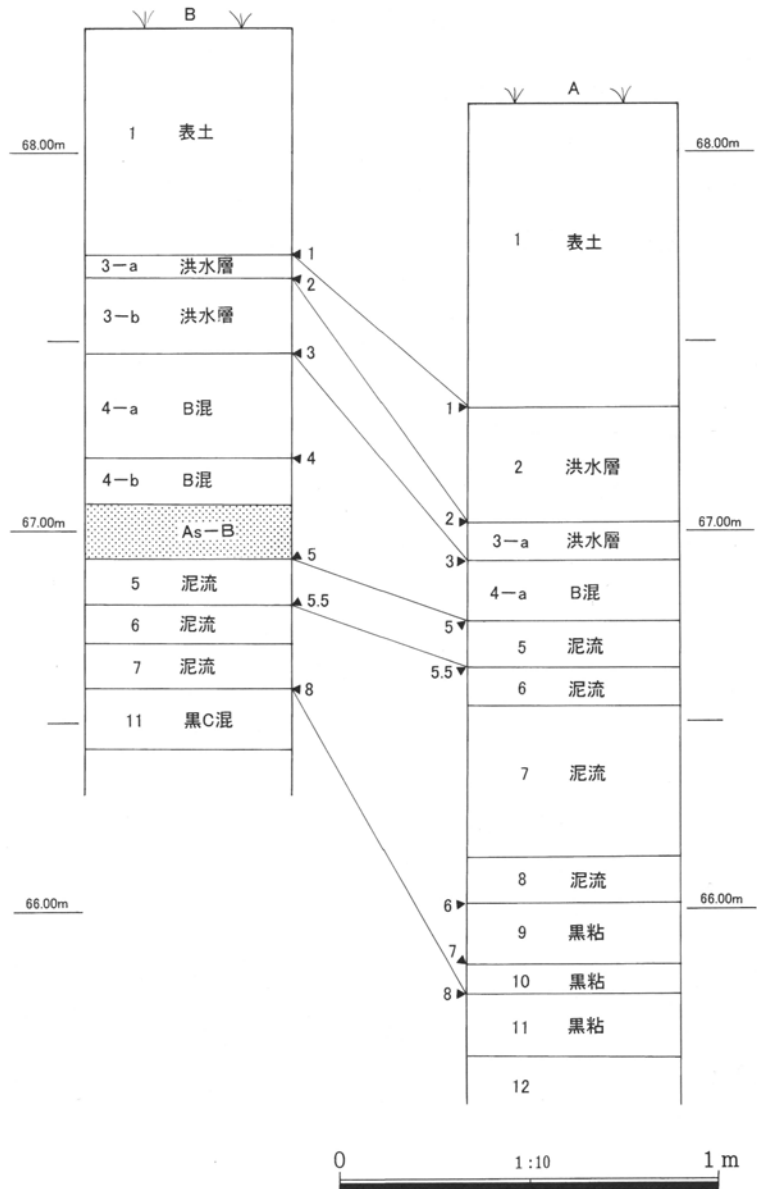 B
68.00m
1 表土
1
3-a 洪水層
2
3-b 洪水層
3
4-a B混
4
4-b B混
67.00m
As-B
5
5 泥流
5.5
6 泥流
7 泥流
8
11 黒C混
66.00m
A
68.00m
1 表土
1
2 洪水層
2
67.00m
3-a 洪水層
3
4-a B混
5
5 泥流
5.5
6 泥流
7 泥流
8 泥流
6
66.00m
9 黒粘
7
10 黒粘
8
11 黒粘
12
0 1:10 1m